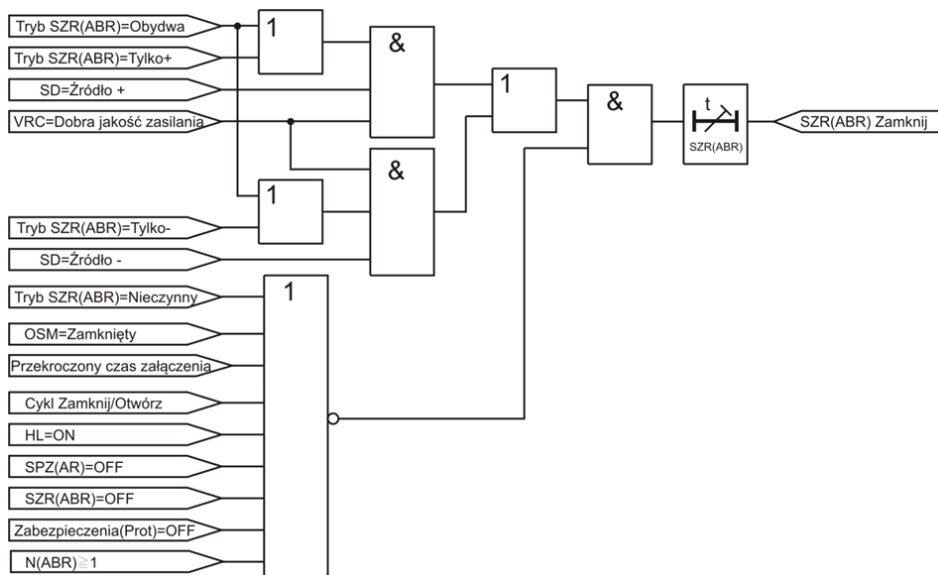 Tryb SZR(ABR)=Obydwa
1
Tryb SZR(ABR)=Tylko+
&
SD=Źródło +
1
&
t
VRC=Dobra jakość zasilania
SZR(ABR) Zamknij
SZR(ABR)
&
1
Tryb SZR(ABR)=Tylko-
SD=Źródło -
Tryb SZR(ABR)=Nieczynny
1
OSM=Zamknięty
Przekroczony czas załączenia
Cykl Zamknij/Otwórz
HL=ON
SPZ(AR)=OFF
SZR(ABR)=OFF
Zabezpieczenia(Prot)=OFF
N(ABR)≧1